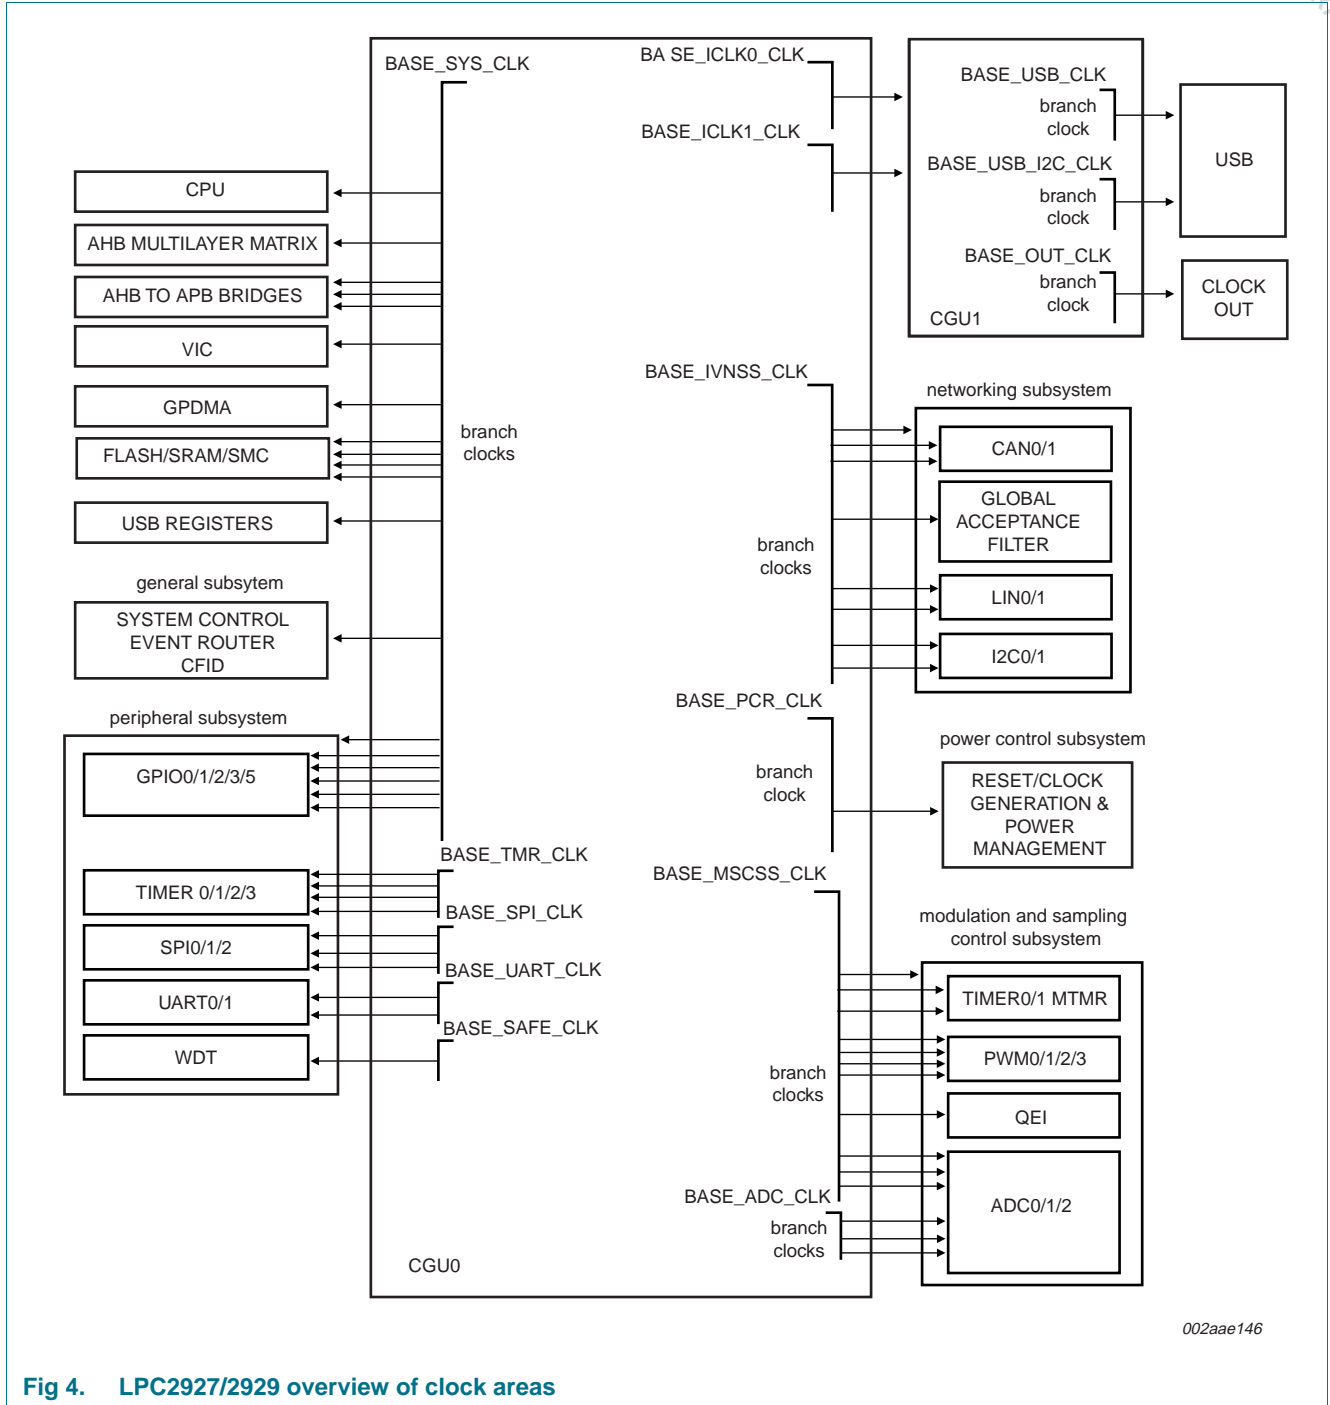 BASE_SYS_CLK
BA SE_ICLK0_CLK
BASE_ICLK1_CLK
BASE_USB_CLK
branch
clock
BASE_USB_I2C_CLK
branch
clock
BASE_OUT_CLK
branch
clock
CGU1
USB
CLOCK
OUT
CPU
AHB MULTILAYER MATRIX
AHB TO APB BRIDGES
VIC
GPDMA
FLASH/SRAM/SMC
USB REGISTERS
branch
clocks
general subsytem
SYSTEM CONTROL
EVENT ROUTER
CFID
peripheral subsystem
GPIO0/1/2/3/5
TIMER 0/1/2/3
SPI0/1/2
UART0/1
WDT
BASE_TMR_CLK
BASE_SPI_CLK
BASE_UART_CLK
BASE_SAFE_CLK
BASE_IVNSS_CLK
branch
clocks
networking subsystem
CAN0/1
GLOBAL
ACCEPTANCE
FILTER
LIN0/1
I2C0/1
BASE_PCR_CLK
branch
clock
power control subsystem
RESET/CLOCK
GENERATION &
POWER
MANAGEMENT
BASE_MSCSS_CLK
branch
clocks
modulation and sampling
control subsystem
TIMER0/1 MTMR
PWM0/1/2/3
QEI
ADC0/1/2
BASE_ADC_CLK
branch
clocks
CGU0
002aae146
Fig 4. LPC2927/2929 overview of clock areas